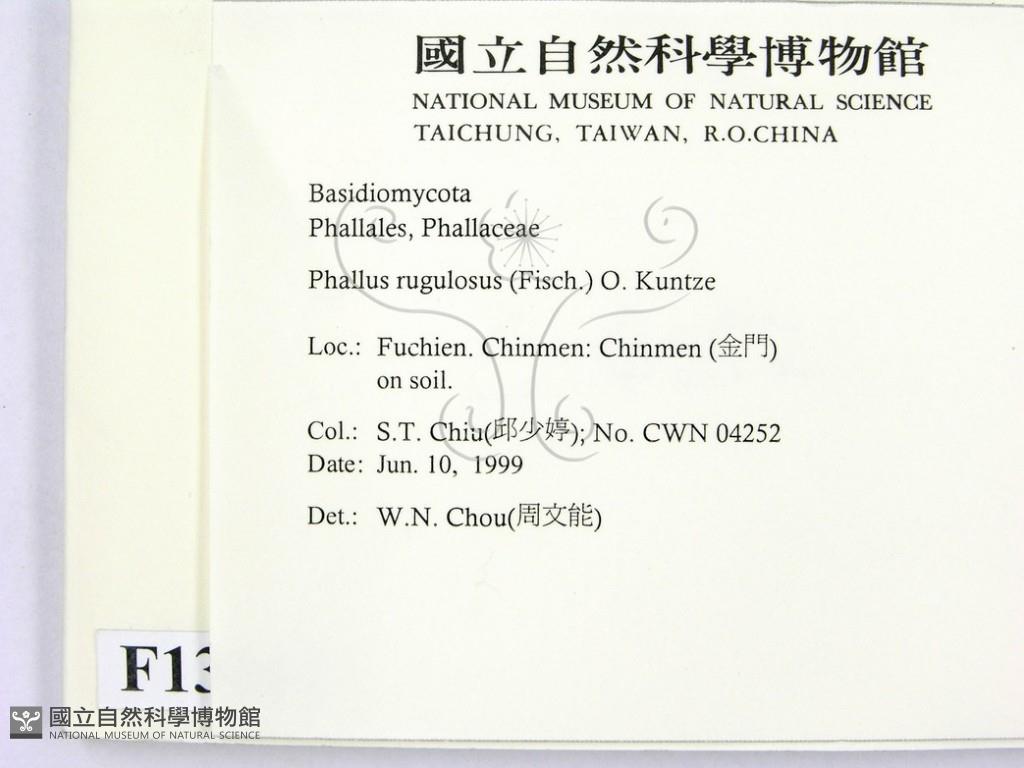 國立自然科學博物館
NATIONAL MUSEUM OF NATURAL SCIENCE
TAICHUNG, TAIWAN, R.O.CHINA
Basidiomycota
Phallales, Phallaceae
Phallus rugulosus (Fisch.) O. Kuntze
Loc.: Fuchien. Chinmen: Chinmen (金門)
on soil.
Col.: S.T. Chiu(邱少婷); No. CWN 04252
Date: Jun. 10, 1999
Det.: W.N. Chou(周文能)
F13
國立自然科學博物館
NATIONAL MUSEUM OF NATURAL SCIENCE